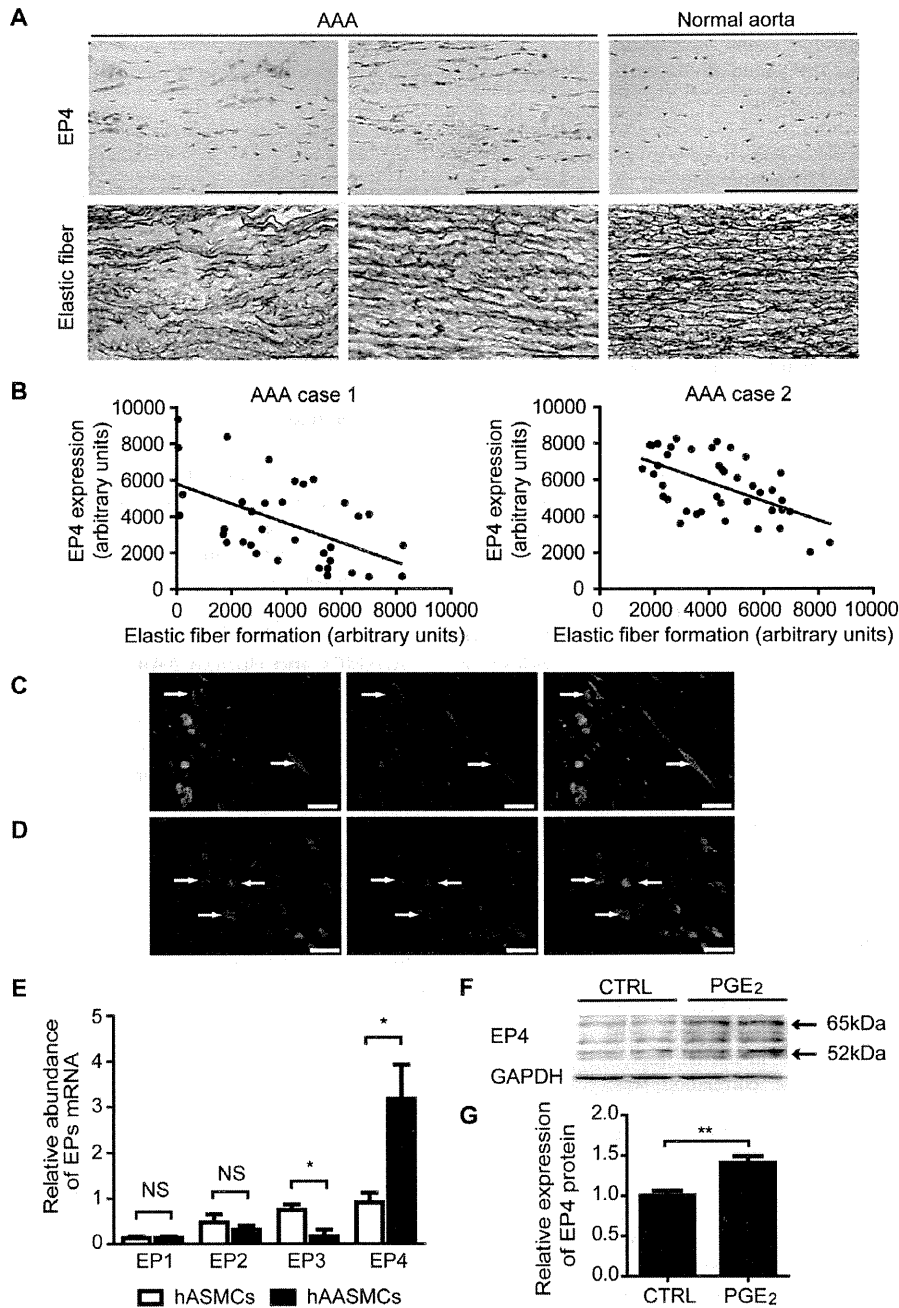 A
AAA
Normal aorta
EP4
Elastic fiber
B
AAA case 1
EP4 expression
(arbitrary units)
10000
8000
6000
4000
2000
0
0 2000 4000 6000 8000 10000
Elastic fiber formation (arbitrary units)
AAA case 2
EP4 expression
(arbitrary units)
10000
8000
6000
4000
2000
0
0 2000 4000 6000 8000 10000
Elastic fiber formation (arbitrary units)
C
D
E
Relative abundance
of EPs mRNA
5
4
3
2
1
0
NS
NS
*
*
EP1 EP2 EP3 EP4
hASMCs hAASMCs
F
CTRL PGE2
EP4
65kDa
52kDa
GAPDH
G
Relative expression
of EP4 protein
1.5
1.0
0.5
0.0
**
CTRL PGE2